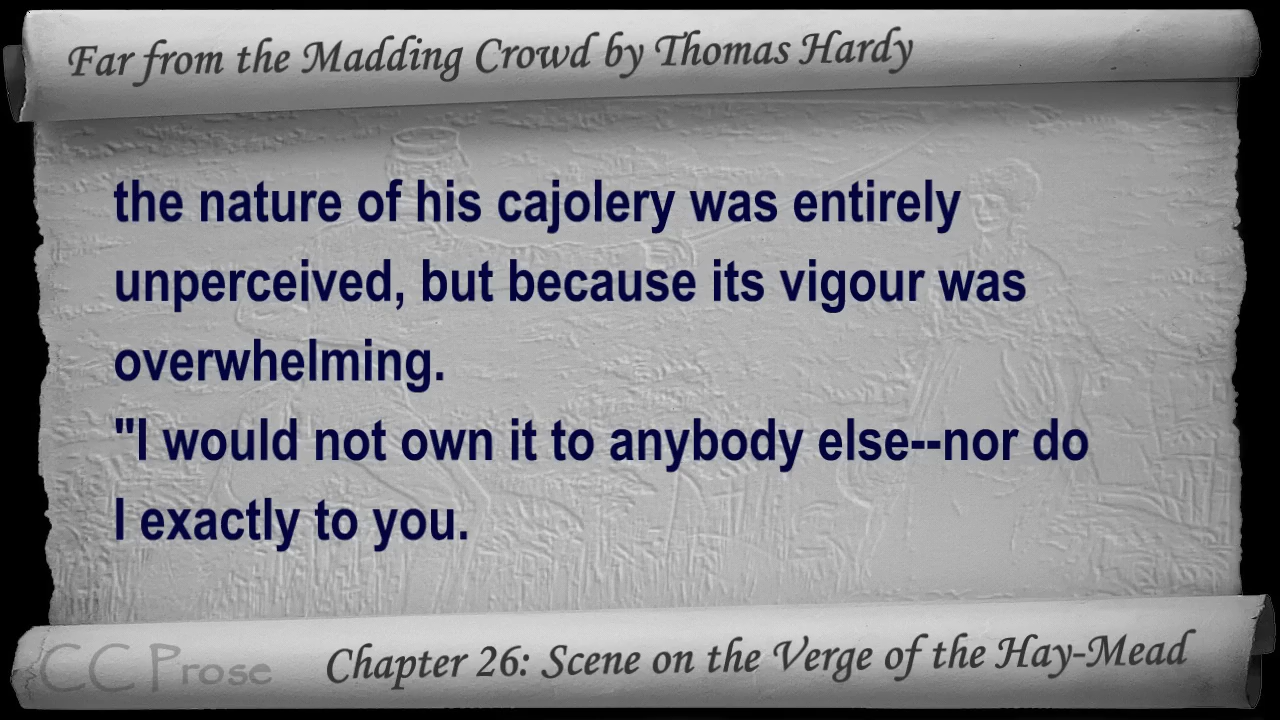 Far from the Madding Crowd by Thomas Hardy
the nature of his cajolery was entirely
unperceived, but because its vigour was
overwhelming.
"I would not own it to anybody else--nor do
I exactly to you.
CC Prose
Chapter 26: Scene on the Verge of the Hay-Mead